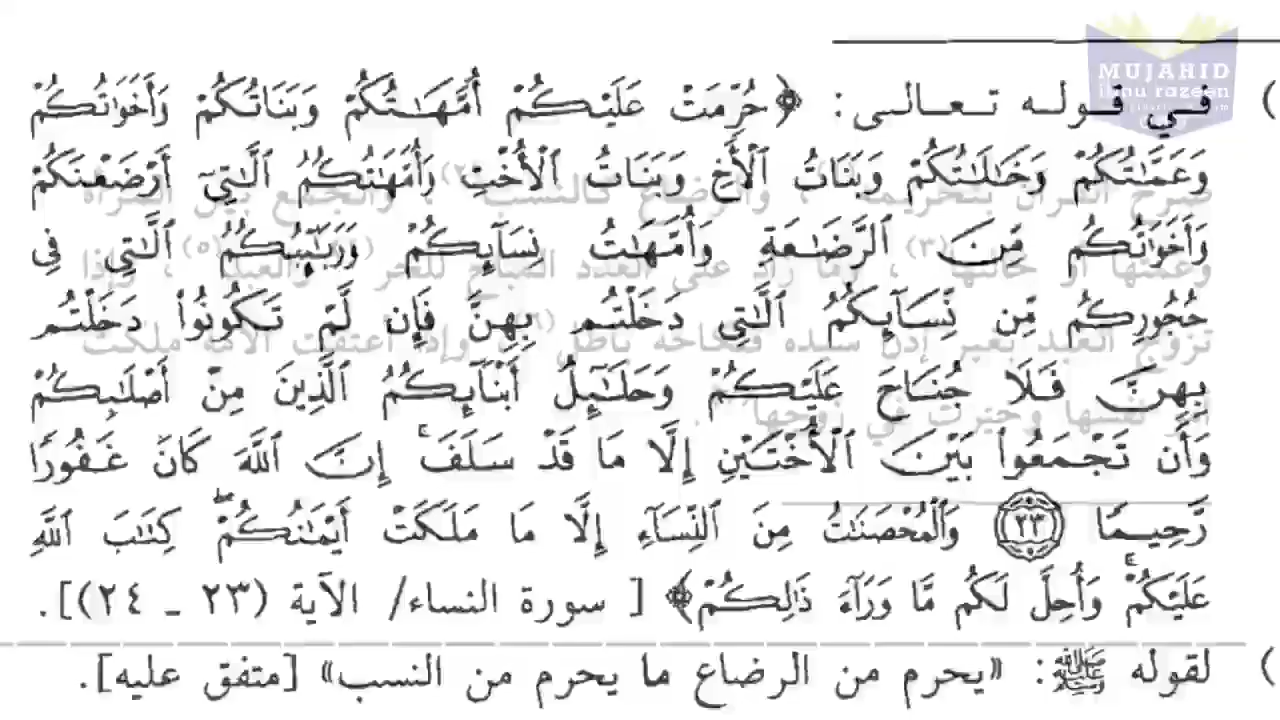 MUJAHID
ibnu razeen
) في قوله تعالى: ﴿حُرِّمَتْ عَلَيْكُمْ أُمَّهَٰتُكُمْ وَبَنَاتُكُمْ وَأَخَوَٰتُكُمْ
وَعَمَّٰتُكُمْ وَخَٰلَٰتُكُمْ وَبَنَاتُ ٱلْأَخِ وَبَنَاتُ ٱلْأُخْتِ وَأُمَّهَٰتُكُمُ ٱلَّٰتِىٓ أَرْضَعْنَكُمْ
وَأَخَوَٰتُكُم مِّنَ ٱلرَّضَٰعَةِ وَأُمَّهَٰتُ نِسَآئِكُمْ وَرَبَٰٓئِبُكُمُ ٱلَّٰتِى فِى
حُجُورِكُم مِّن نِّسَآئِكُمُ ٱلَّٰتِى دَخَلْتُم بِهِنَّ فَإِن لَّمْ تَكُونُوا۟ دَخَلْتُم
بِهِنَّ فَلَا جُنَاحَ عَلَيْكُمْ وَحَلَٰٓئِلُ أَبْنَآئِكُمُ ٱلَّذِينَ مِنْ أَصْلَٰبِكُمْ
وَأَن تَجْمَعُوا۟ بَيْنَ ٱلْأُخْتَيْنِ إِلَّا مَا قَدْ سَلَفَ ۚ إِنَّ ٱللَّهَ كَانَ غَفُورًا
رَّحِيمًا ٢٣ وَٱلْمُحْصَنَٰتُ مِنَ ٱلنِّسَآءِ إِلَّا مَا مَلَكَتْ أَيْمَٰنُكُمْ ۖ كِتَٰبَ ٱللَّهِ
عَلَيْكُمْ ۚ وَأُحِلَّ لَكُم مَّا وَرَآءَ ذَٰلِكُمْ﴾ [سورة النساء/ الآية (٢٣ ـ ٢٤)].
) لقوله ﷺ: «يحرم من الرضاع ما يحرم من النسب» [متفق عليه].